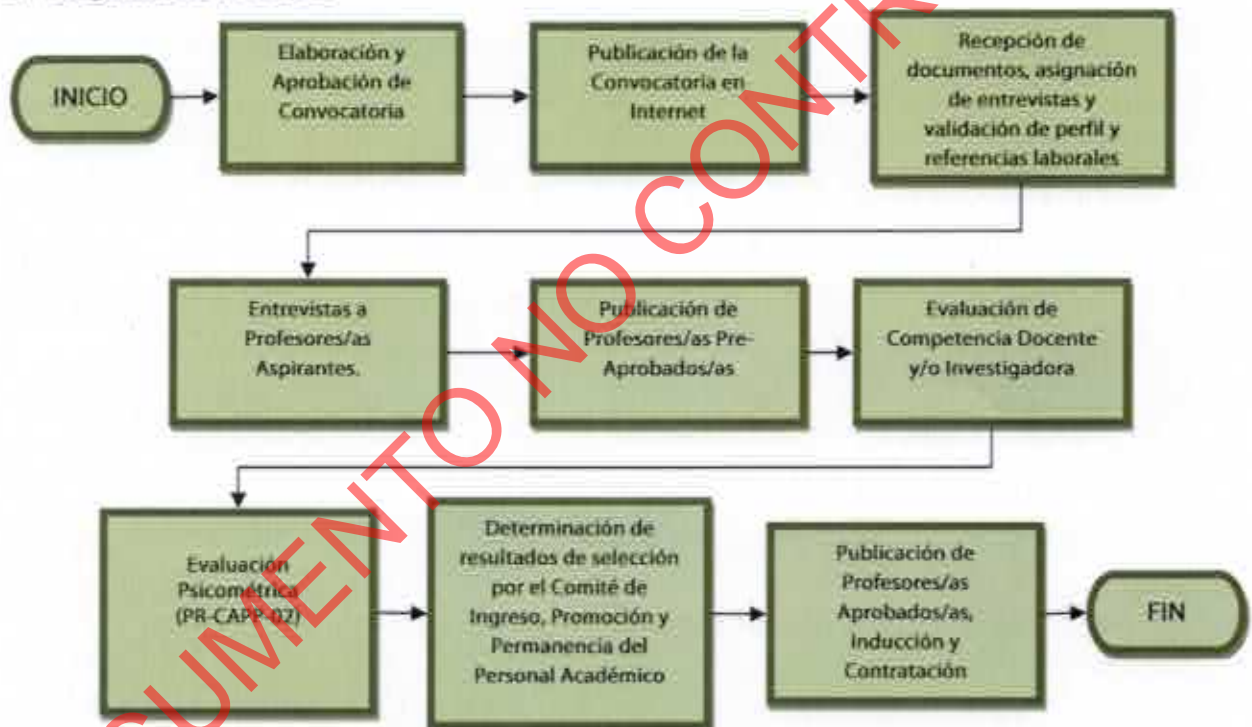 INICIO
Elaboración y
Aprobación de
Convocatoria
Publicación de la
Convocatoria en
Internet
Recepción de
documentos, asignación
de entrevistas y
validación de perfil y
referencias laborales
Entrevistas a
Profesores/as
Aspirantes.
Publicación de
Profesores/as Pre-
Aprobados/as
Evaluación de
Competencia Docente
y/o Investigadora
Evaluación
Psicométrica
(PR-CAPP-02)
Determinación de
resultados de selección
por el Comité de
Ingreso, Promoción y
Permanencia del
Personal Académico
Publicación de
Profesores/as
Aprobados/as,
Inducción y
Contratación
FIN
UMENTO NO CONTR